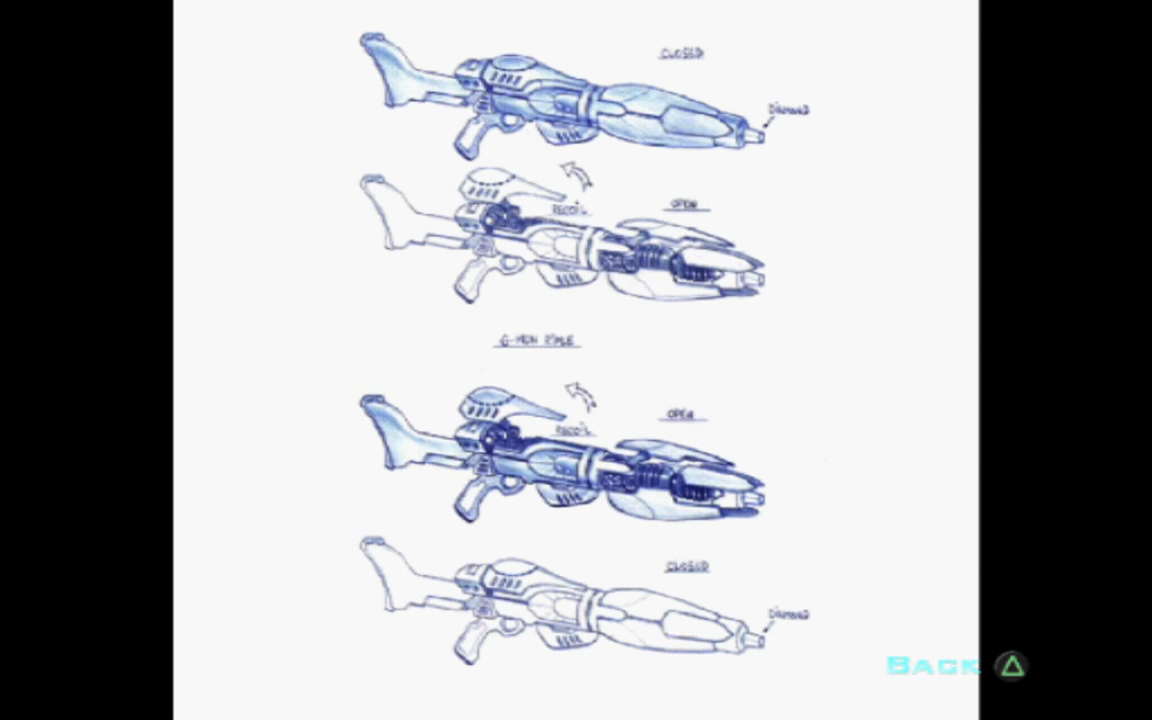 CLOSED
DIAMOND
RECOIL
OPEN
G-MEN RIFLE
OPEN
RECOIL
CLOSED
DIAMOND
BACK